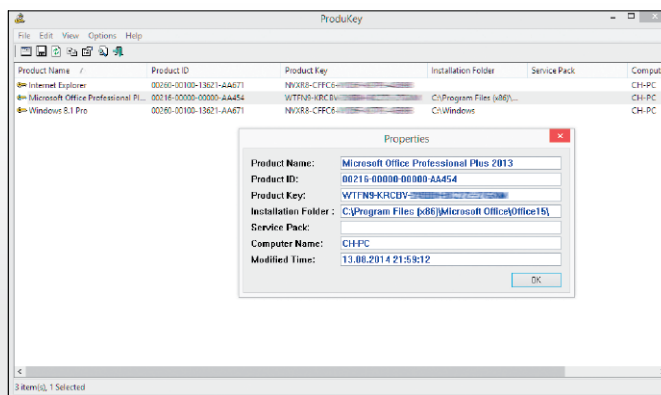 ProduKey
File Edit View Options Help
Product Name / Product ID Product Key Installation Folder Service Pack Comput
Internet Explorer 00260-00100-13621-AA671 NVXR8-CFFC6- CH-PC
Microsoft Office Professional Pl... 00216-00000-00000-AA454 WTFN9-KRCBV- C:\Program Files (x86)\... CH-PC
Windows 8.1 Pro 00260-00100-13621-AA671 NVXR8-CFFC6- C:\Windows CH-PC
Properties
Product Name: Microsoft Office Professional Plus 2013
Product ID: 00216-00000-00000-AA454
Product Key: WTFN9-KRCBV-
Installation Folder : C:\Program Files (x86)\Microsoft Office\Office15\
Service Pack:
Computer Name: CH-PC
Modified Time: 13.08.2014 21:59:12
OK
3 item(s), 1 Selected